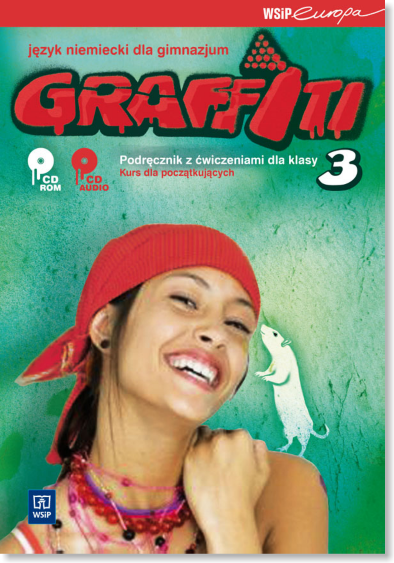 WSiP europa
język niemiecki dla gimnazjum
GRAFFITI
Podręcznik z ćwiczeniami dla klasy 3
Kurs dla początkujących
CD
ROM
CD
AUDIO
WSiP